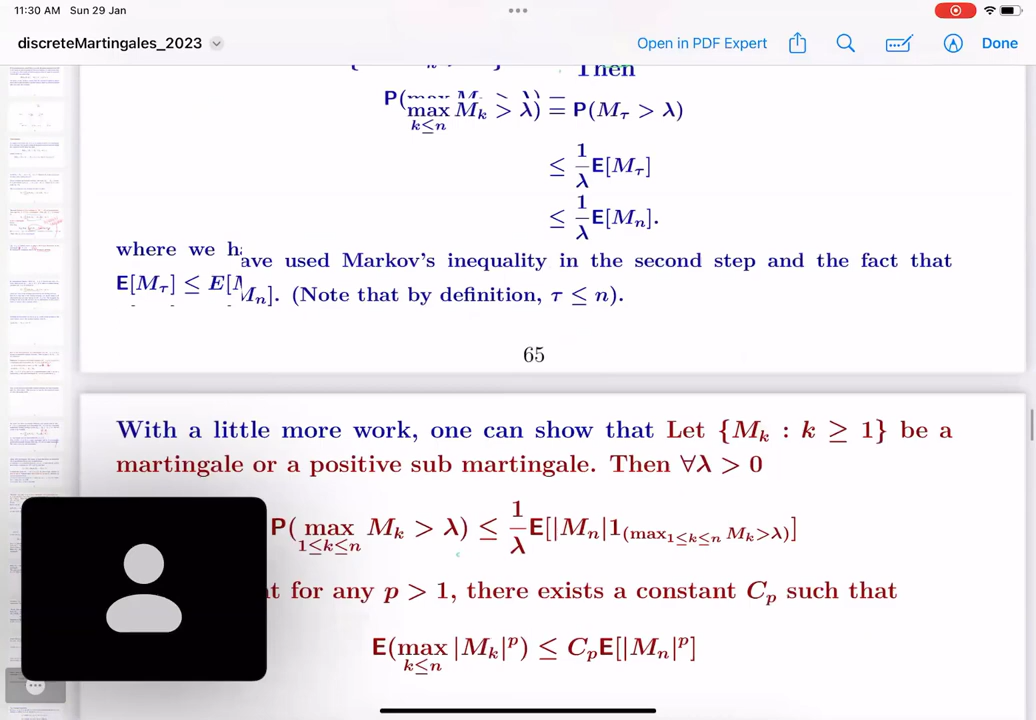 11:30 AM Sun 29 Jan
discreteMartingales_2023
Open in PDF Expert
Done
Then
P(max_{k≤n} M_k > λ) = P(M_τ > λ)
≤ 1/λ E[M_τ]
≤ 1/λ E[M_n].
where we have used Markov's inequality in the second step and the fact that
E[M_τ] ≤ E[M_n]. (Note that by definition, τ ≤ n).
65
With a little more work, one can show that Let {M_k : k ≥ 1} be a
martingale or a positive sub martingale. Then ∀λ > 0
P(max_{1≤k≤n} M_k > λ) ≤ 1/λ E[|M_n|1_{(max_{1≤k≤n} M_k>λ)}]
for any p > 1, there exists a constant C_p such that
E(max_{k≤n} |M_k|^p) ≤ C_p E[|M_n|^p]